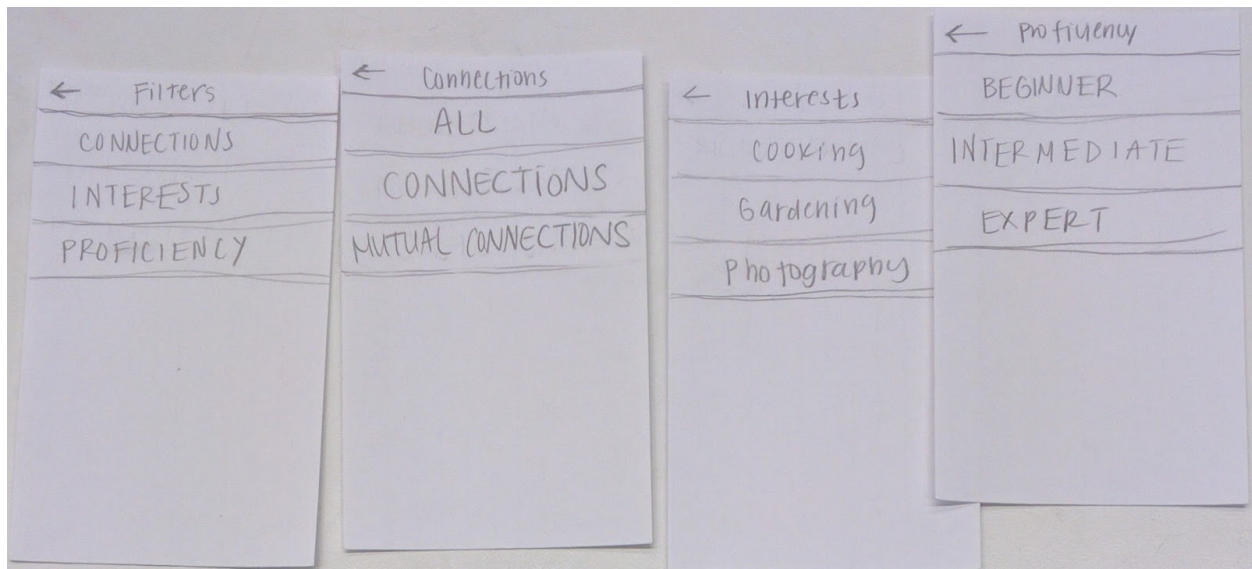 ← Filters
CONNECTIONS
INTERESTS
PROFICIENCY
← Connections
ALL
CONNECTIONS
MUTUAL CONNECTIONS
← Interests
Cooking
Gardening
Photography
← Proficiency
BEGINNER
INTERMEDIATE
EXPERT